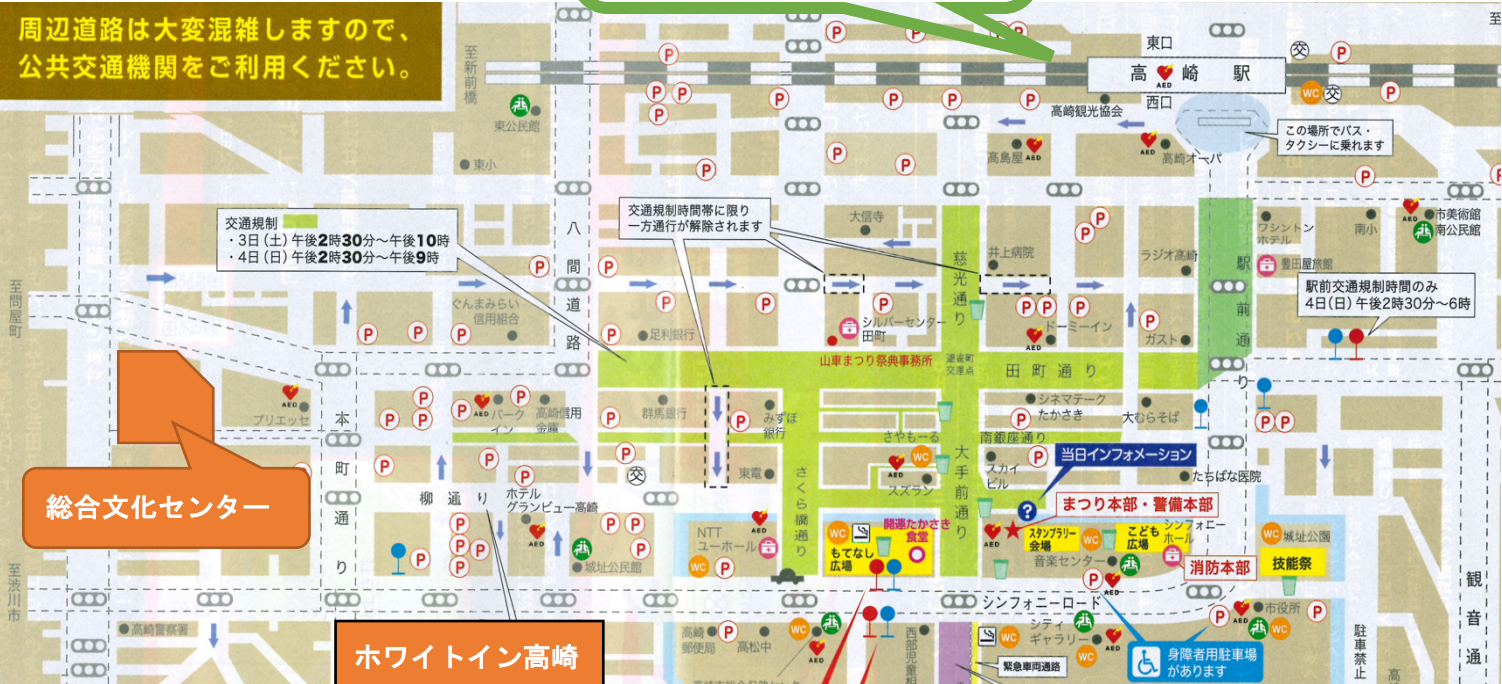 周辺道路は大変混雑しますので、
公共交通機関をご利用ください。
至新前橋
東公民館
東小
東口
高崎駅
AED
西口
高崎観光協会
高島屋
AED
高崎オーパ
AED
この場所でバス・
タクシーに乗れます
交通規制
・3日(土)午後2時30分〜午後10時
・4日(日)午後2時30分〜午後9時
交通規制時間帯に限り
一方通行が解除されます
八間道路
大信寺
慈光通り
井上病院
ラジオ高崎
駅前通り
ワシントン
ホテル
南小
市美術館
南公民館
豊田屋旅館
駅前交通規制時間のみ
4日(日)午後2時30分〜6時
至問屋町
ぐんまみらい
信用組合
足利銀行
シルバーセンター
田町
山車まつり祭典事務所
連雀町
交差点
田町通り
ドーミーイン
AED
ガスト
プリエッセ
AED
本町通り
パーク
イン
AED
高崎信用
金庫
群馬銀行
みずほ
銀行
東電
さくら橋通り
さやもーる
スズラン
AED
WC
大手前通り
シネマテーク
たかさき
大むらそば
南銀座通り
スカイ
ビル
当日インフォメーション
たちばな医院
総合文化センター
柳通り
ホテル
グランビュー高崎
AED
城址公民館
NTT
ユーホール
AED
WC
開運たかさき
食堂
もてなし
広場
WC
まつり本部・警備本部
AED
スタンプラリー
会場
WC
こども
広場
シンフォニー
ホール
音楽センター
AED
消防本部
WC
城址公園
技能祭
至渋川市
高崎警察署
シンフォニーロード
市役所
AED
WC
観音通
駐車禁止
ホワイトイン高崎
高崎
郵便局
高松中
WC
AED
シティ
ギャラリー
WC
AED
緊急車両通路
身障者用駐車場
があります